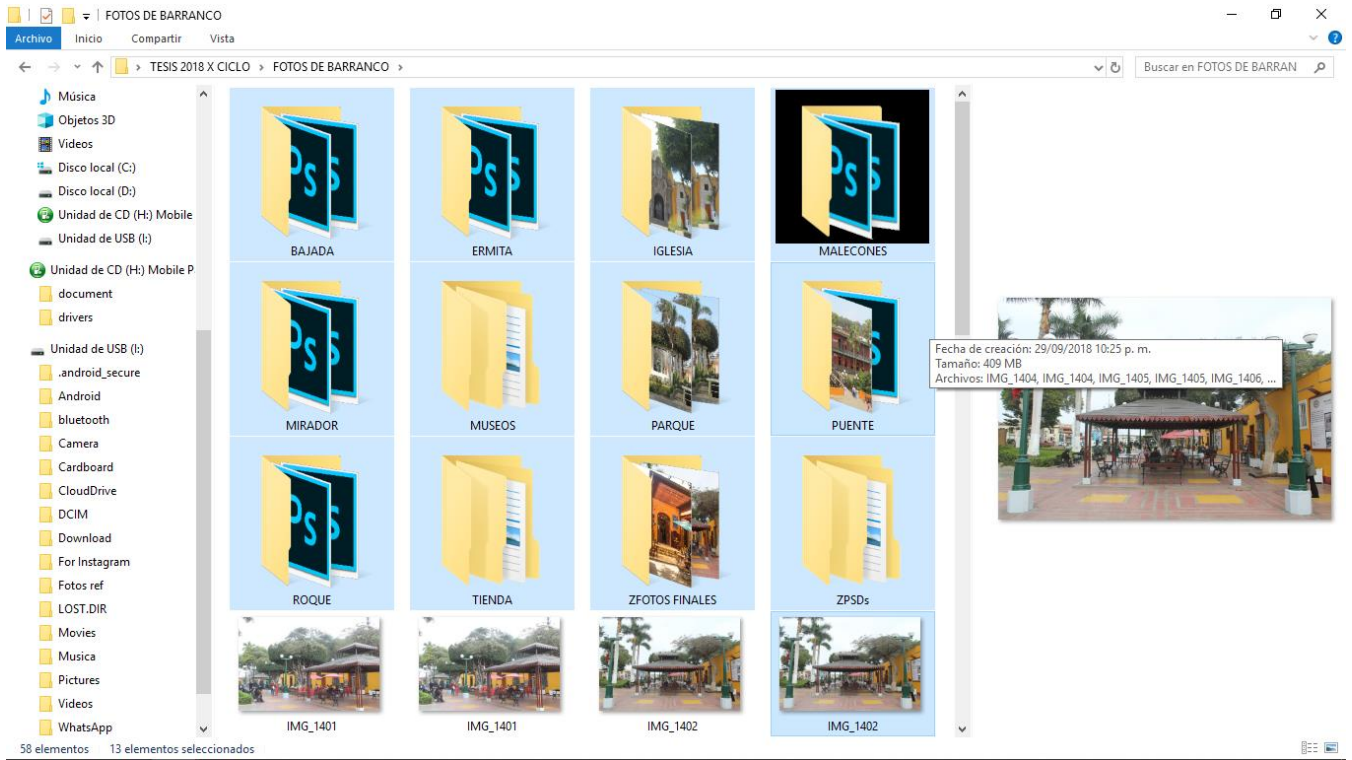 FOTOS DE BARRANCO
Archivo Inicio Compartir Vista
TESIS 2018 X CICLO > FOTOS DE BARRANCO >
Buscar en FOTOS DE BARRAN
Música
Objetos 3D
Videos
Disco local (C:)
Disco local (D:)
Unidad de CD (H:) Mobile
Unidad de USB (I:)
Unidad de CD (H:) Mobile P
document
drivers
Unidad de USB (I:)
.android_secure
Android
bluetooth
Camera
Cardboard
CloudDrive
DCIM
Download
For Instagram
Fotos ref
LOST.DIR
Movies
Musica
Pictures
Videos
WhatsApp
Ps S Ps S Ps S
BAJADA ERMITA IGLESIA MALECONES
Ps S S
MIRADOR MUSEOS PARQUE PUENTE
Ps S
ROQUE TIENDA ZFOTOS FINALES ZPSDs
IMG_1401 IMG_1401 IMG_1402 IMG_1402
Fecha de creación: 29/09/2018 10:25 p. m.
Tamaño: 409 MB
Archivos: IMG_1404, IMG_1404, IMG_1405, IMG_1405, IMG_1406, ...
58 elementos 13 elementos seleccionados